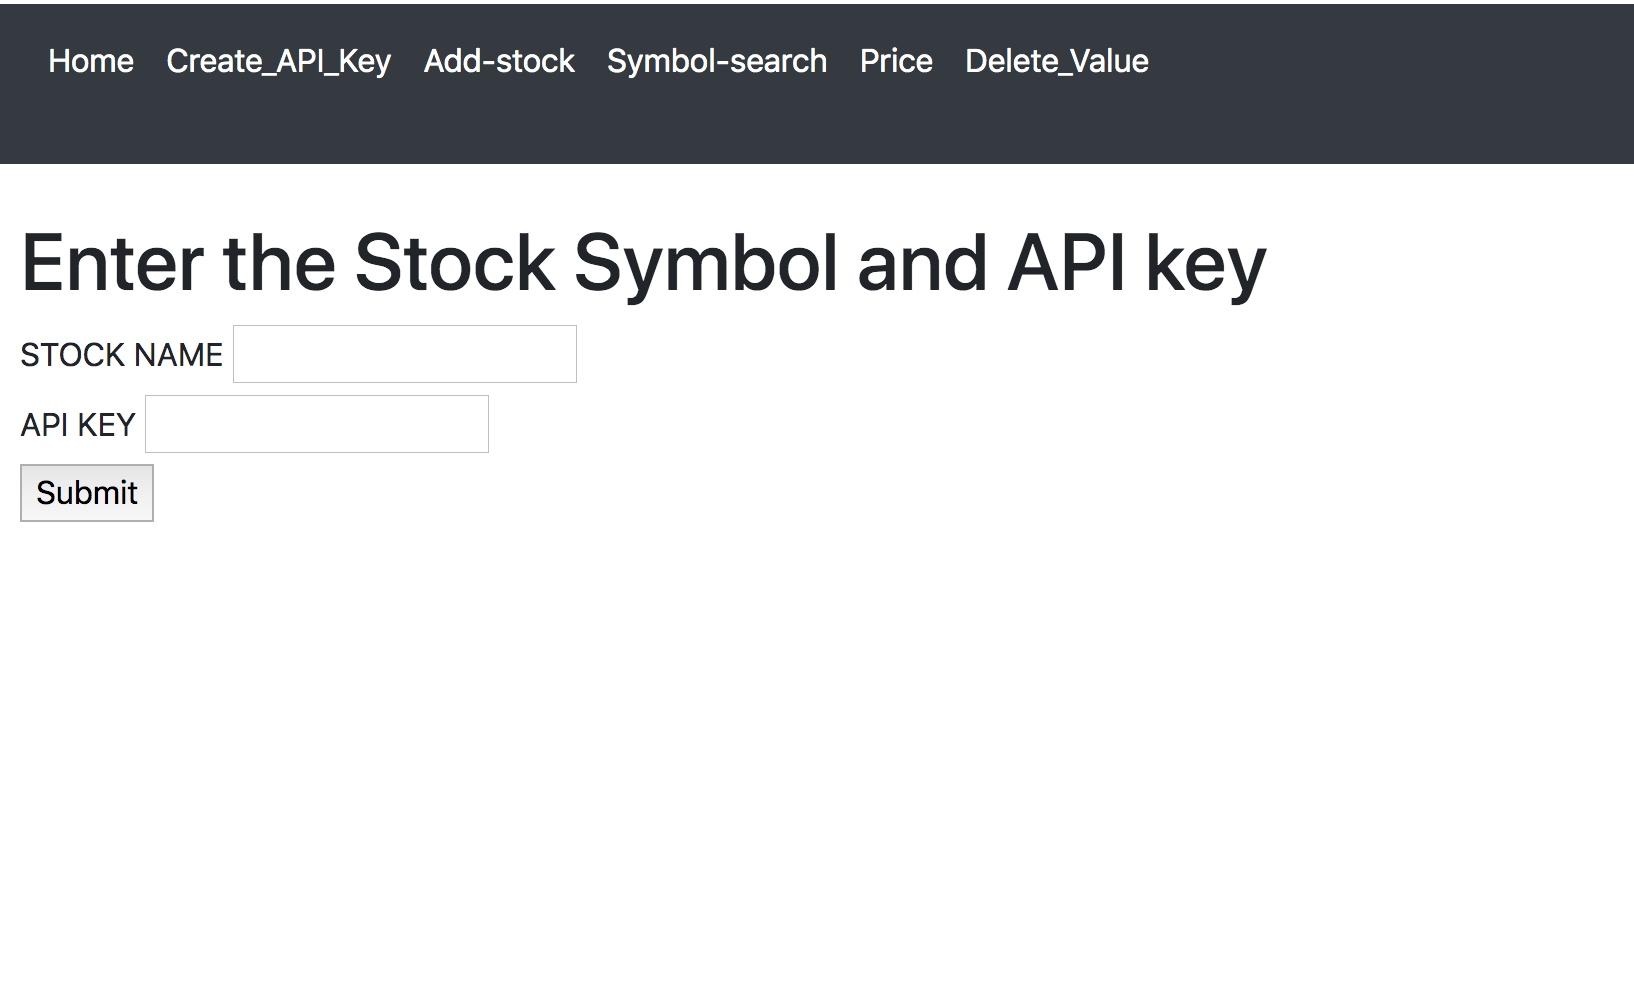 Home Create_API_Key Add-stock Symbol-search Price Delete_Value
Enter the Stock Symbol and API key
STOCK NAME
API KEY
Submit